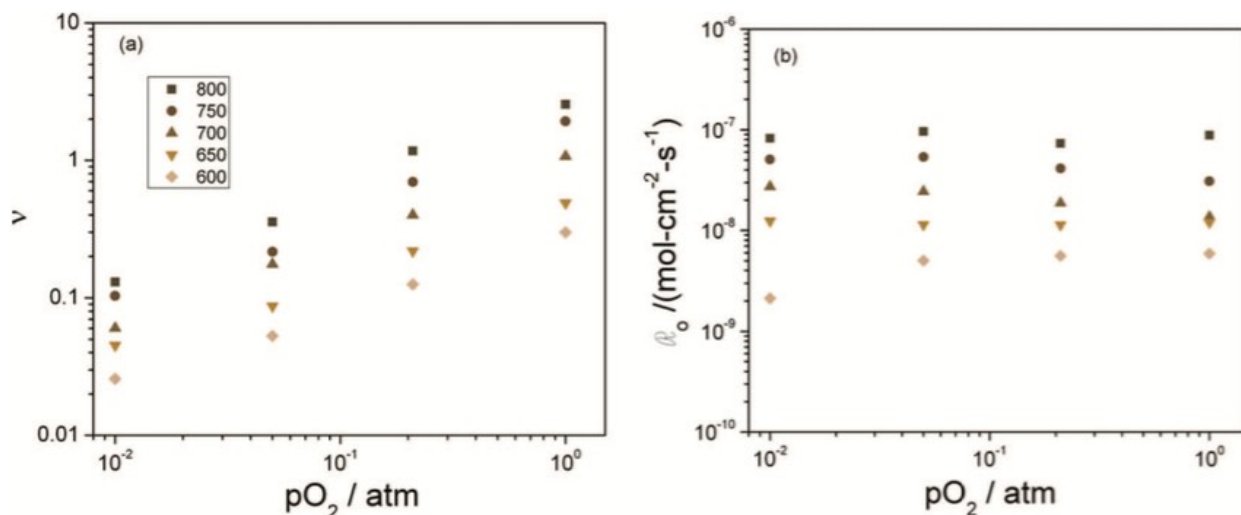 (a)
10
1
0.1
0.01
ν
800
750
700
650
600
10⁻² 10⁻¹ 10⁰
pO₂ / atm
(b)
10⁻⁶
10⁻⁷
10⁻⁸
10⁻⁹
10⁻¹⁰
ℛₒ /(mol-cm⁻²-s⁻¹)
10⁻² 10⁻¹ 10⁰
pO₂ / atm